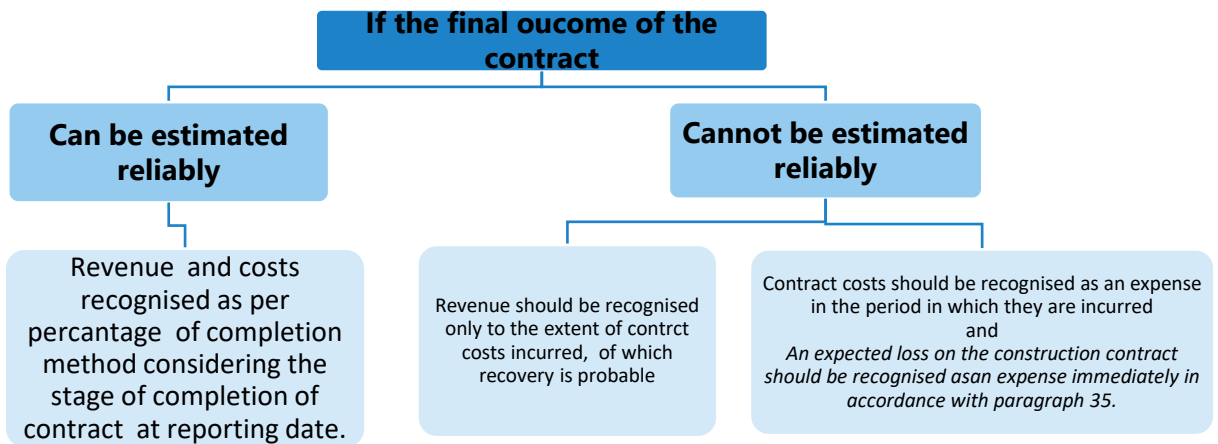 If the final oucome of the
contract
Can be estimated
reliably
Cannot be estimated
reliably
Revenue and costs
recognised as per
percantage of completion
method considering the
stage of completion of
contract at reporting date.
Revenue should be recognised
only to the extent of contrct
costs incurred, of which
recovery is probable
Contract costs should be recognised as an expense
in the period in which they are incurred
and
An expected loss on the construction contract
should be recognised asan expense immediately in
accordance with paragraph 35.